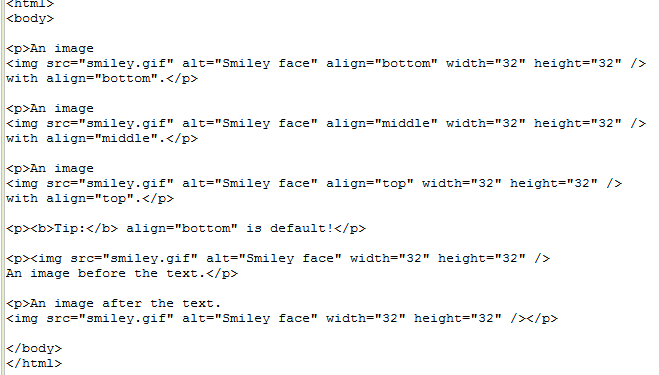 <html>
<body>
<p>An image
<img src="smiley.gif" alt="Smiley face" align="bottom" width="32" height="32" />
with align="bottom".</p>
<p>An image
<img src="smiley.gif" alt="Smiley face" align="middle" width="32" height="32" />
with align="middle".</p>
<p>An image
<img src="smiley.gif" alt="Smiley face" align="top" width="32" height="32" />
with align="top".</p>
<p><b>Tip:</b> align="bottom" is default!</p>
<p><img src="smiley.gif" alt="Smiley face" width="32" height="32" />
An image before the text.</p>
<p>An image after the text.
<img src="smiley.gif" alt="Smiley face" width="32" height="32" /></p>
</body>
</html>